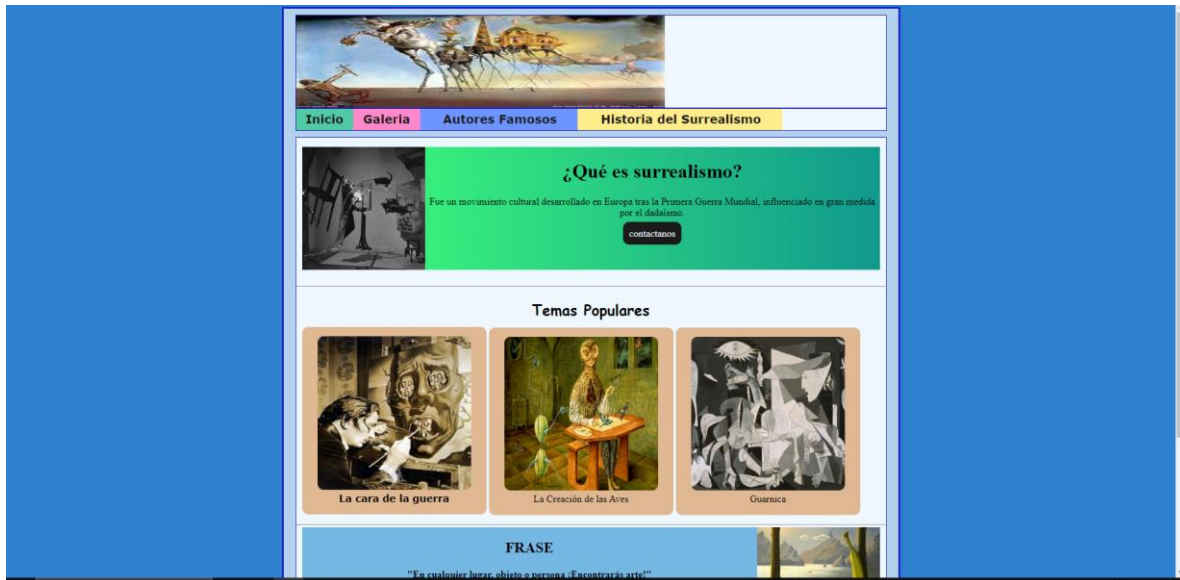 Inicio Galeria Autores Famosos Historia del Surrealismo
¿Qué es surrealismo?
Fue un movimiento cultural desarrollado en Europa tras la Primera Guerra Mundial, influenciado en gran medida
por el dadaísmo.
contactanos
Temas Populares
La cara de la guerra
La Creación de las Aves
Guarnica
FRASE
"En cualquier lugar, objeto o persona ¡Encontrarás arte!"